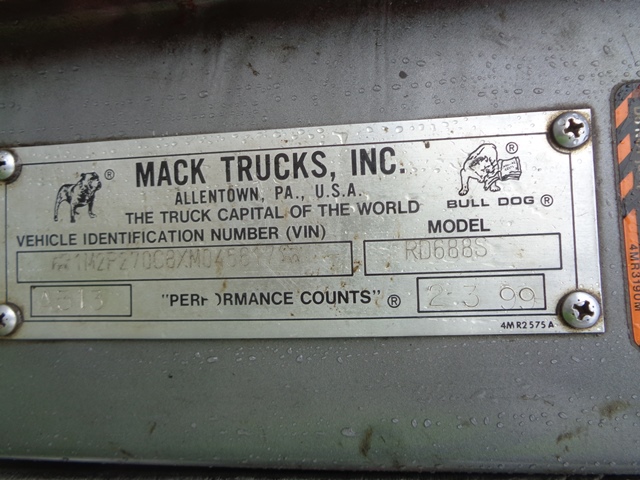 MACK TRUCKS, INC.
ALLENTOWN, PA., U.S.A.
THE TRUCK CAPITAL OF THE WORLD
BULL DOG ®
VEHICLE IDENTIFICATION NUMBER (VIN)
MODEL
RD688S
"PERFORMANCE COUNTS" ®
2 3 99
4MR2575A
4MR3190M